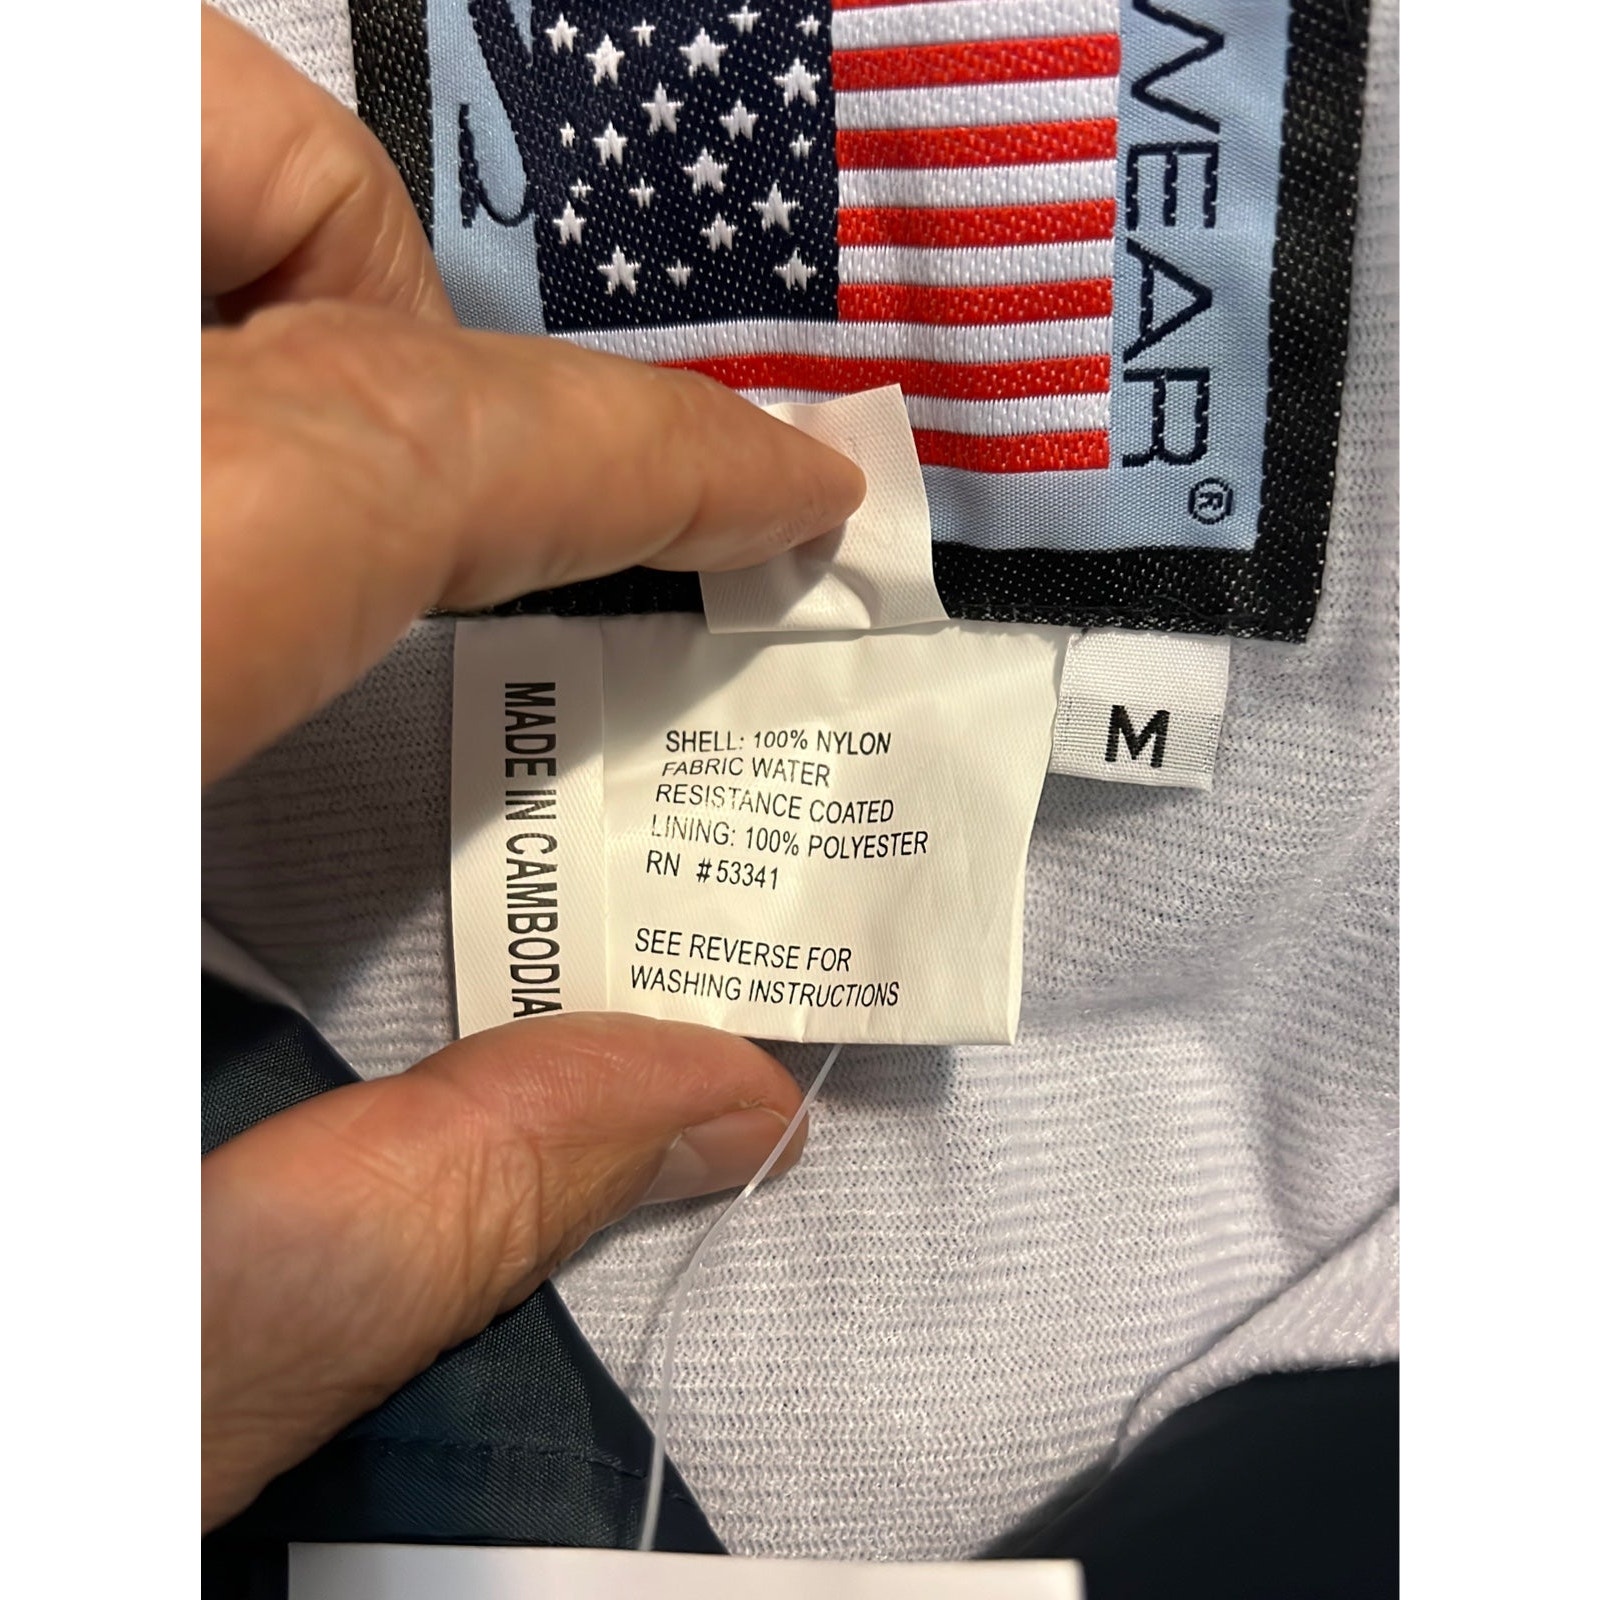 WEAR®
M
MADE IN CAMBODIA
SHELL: 100% NYLON
FABRIC WATER
RESISTANCE COATED
LINING: 100% POLYESTER
RN #53341
SEE REVERSE FOR
WASHING INSTRUCTIONS